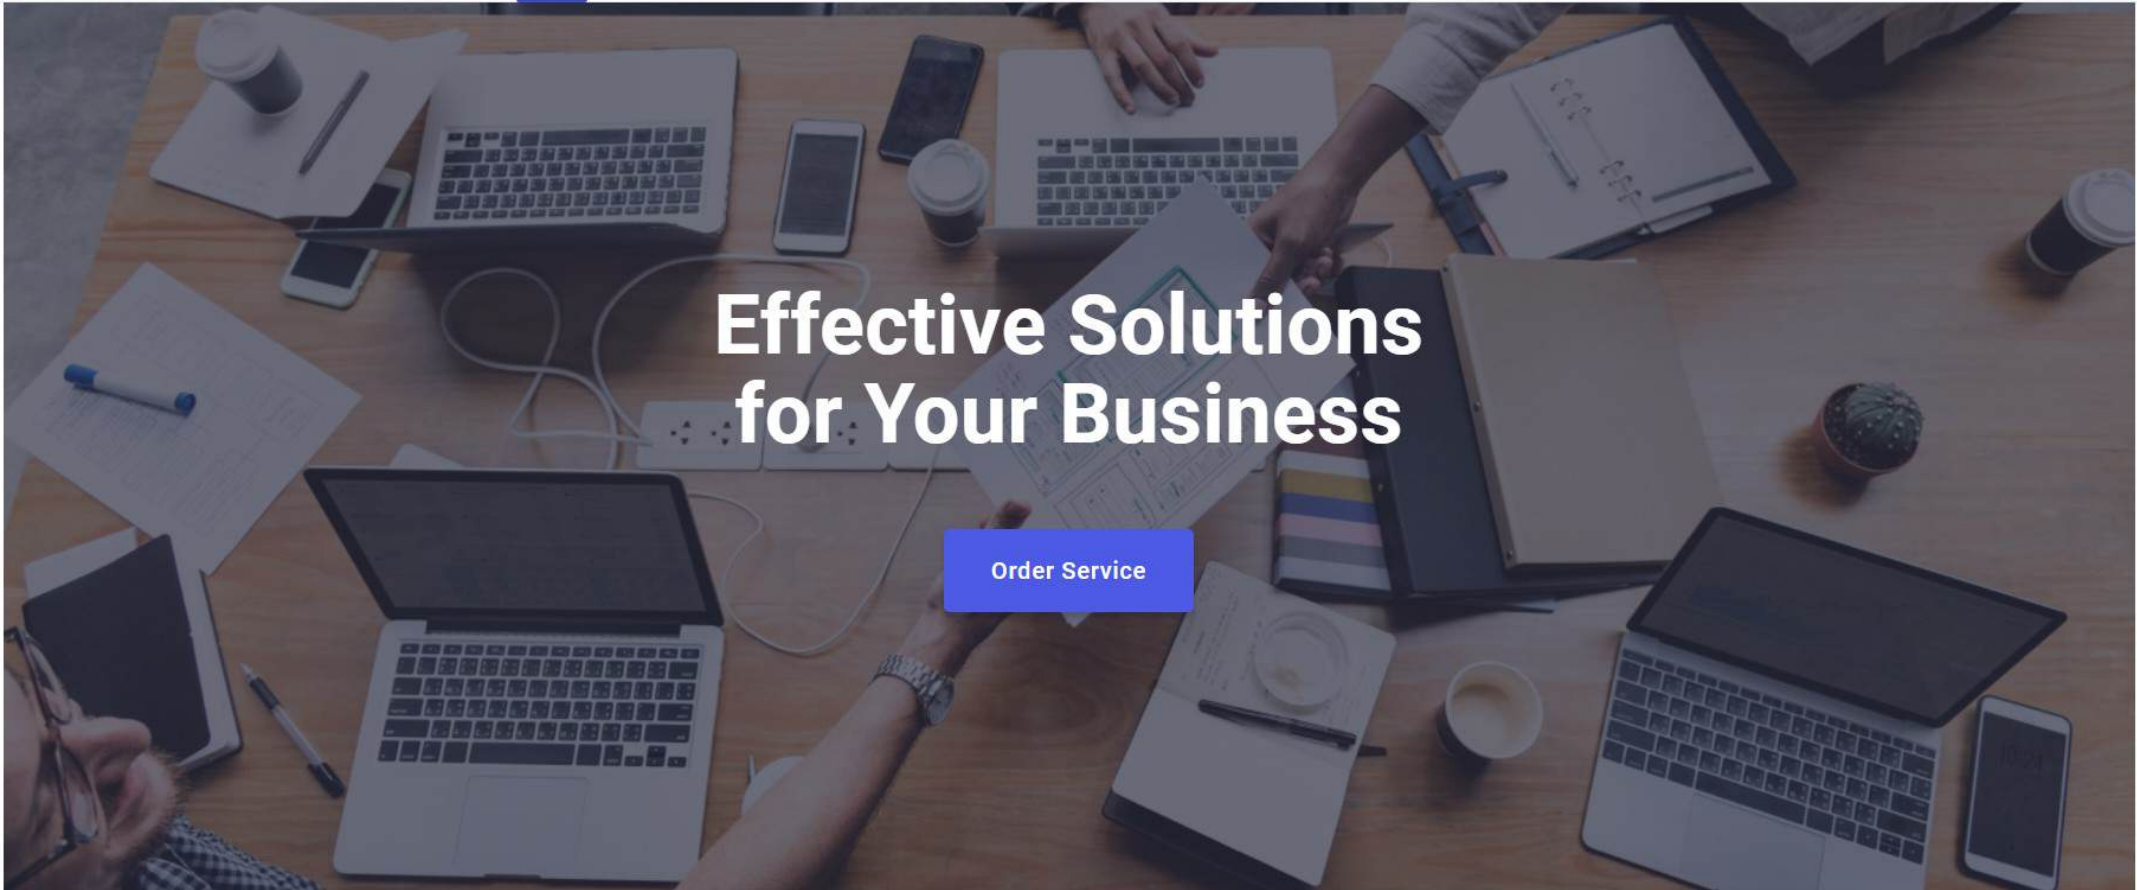 Effective Solutions
for Your Business
Order Service